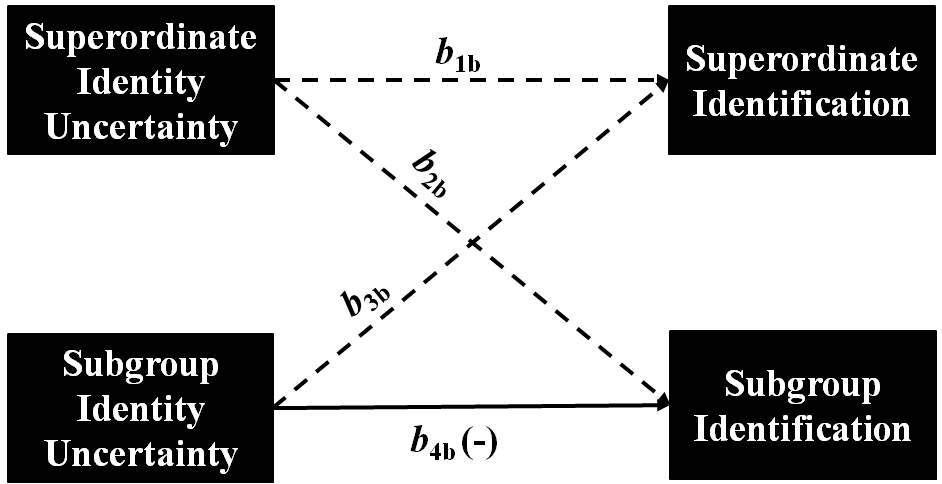 Superordinate
Identity
Uncertainty
b1b
Superordinate
Identification
b2b
b3b
Subgroup
Identity
Uncertainty
b4b (-)
Subgroup
Identification